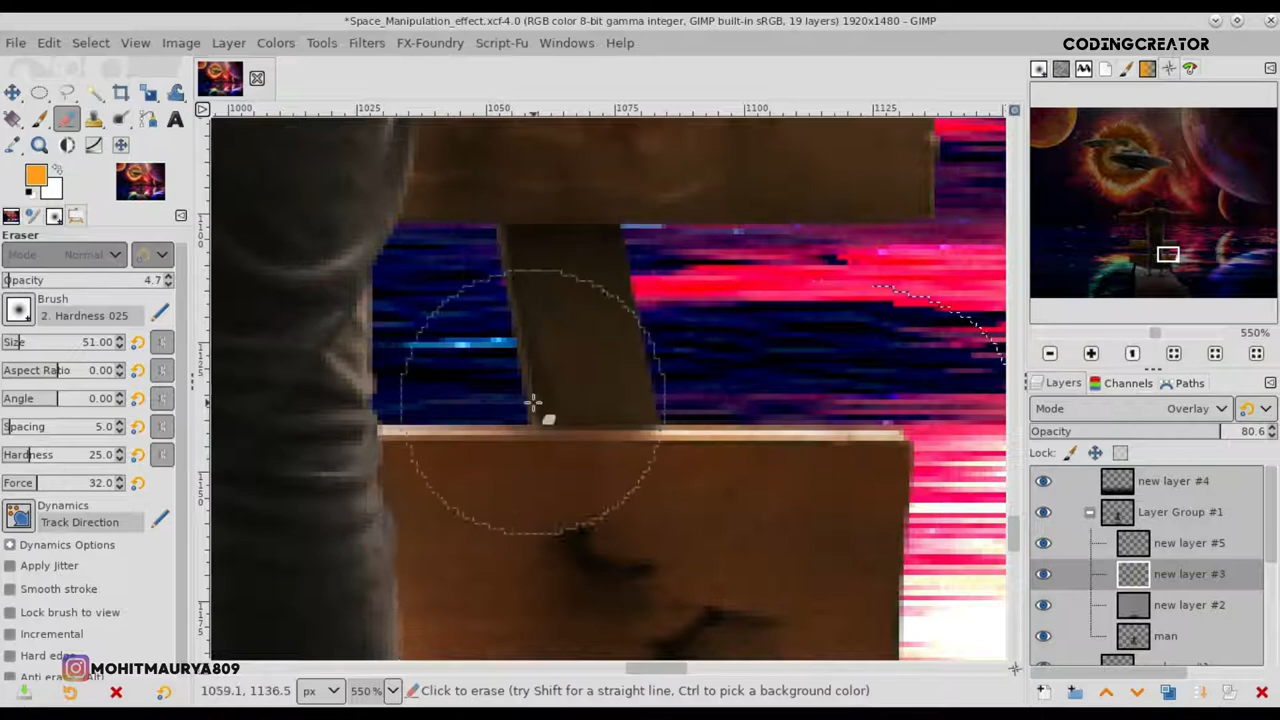 *Space_Manipulation_effect.xcf-4.0 (RGB color 8-bit gamma integer, GIMP built-in sRGB, 19 layers) 1920x1480 – GIMP
File Edit Select View Image Layer Colors Tools Filters FX-Foundry Script-Fu Windows Help
CODINGCREATOR
1000 1025 1050 1075 1100 1125
Eraser
Mode Normal
Opacity 4.7
Brush
2. Hardness 025
Size 51.00
Aspect Ratio 0.00
Angle 0.00
Spacing 5.0
Hardness 25.0
Force 32.0
Dynamics
Track Direction
Dynamics Options
Apply Jitter
Smooth stroke
Lock brush to view
Incremental
Hard edge
MOHITMAURYA809
1100
1125
1150
1175
1059.1, 1136.5 px 550 % Click to erase (try Shift for a straight line, Ctrl to pick a background color)
550%
Layers Channels Paths
Mode Overlay
Opacity 80.6
Lock:
new layer #4
Layer Group #1
new layer #5
new layer #3
new layer #2
man